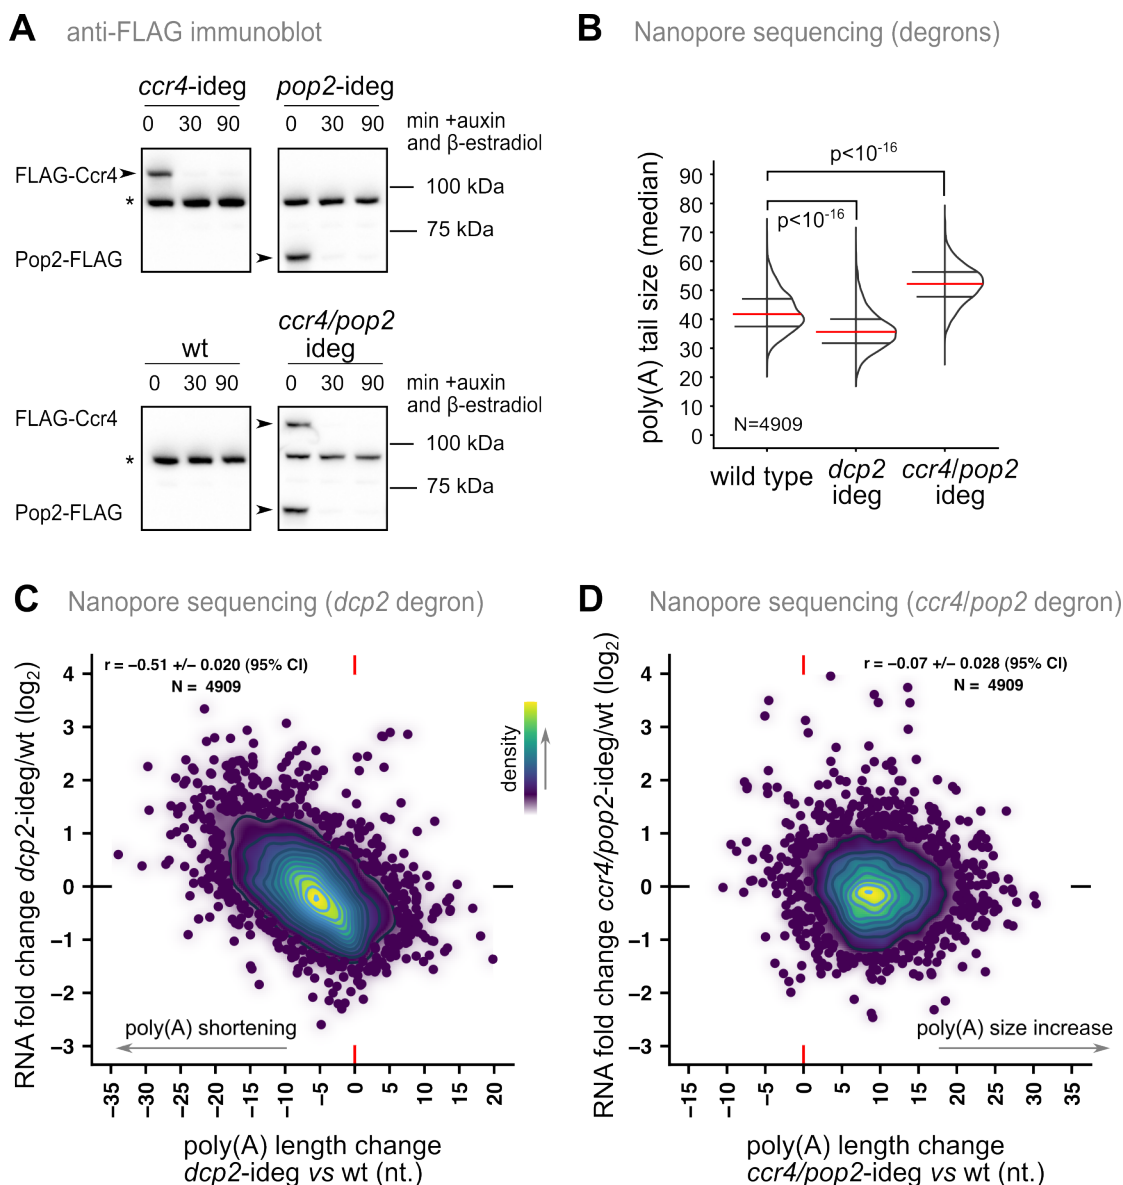 A anti-FLAG immunoblot
ccr4-ideg pop2-ideg
0 30 90 0 30 90 min +auxin
and β-estradiol
FLAG-Ccr4
100 kDa
*
75 kDa
Pop2-FLAG
ccr4/pop2
wt ideg
0 30 90 0 30 90 min +auxin
and β-estradiol
FLAG-Ccr4
100 kDa
*
75 kDa
Pop2-FLAG
B Nanopore sequencing (degrons)
poly(A) tail size (median)
90
80
70
60
50
40
30
20
10
0
p<10-16
p<10-16
N=4909
wild type dcp2 ccr4/pop2
ideg ideg
C Nanopore sequencing (dcp2 degron)
RNA fold change dcp2-ideg/wt (log2)
r = −0.51 +/− 0.020 (95% CI)
N = 4909
4
3
2
1
0
−1
−2
−3
density
poly(A) shortening
−35 −30 −25 −20 −15 −10 −5 0 5 10 15 20
poly(A) length change
dcp2-ideg vs wt (nt.)
D Nanopore sequencing (ccr4/pop2 degron)
RNA fold change ccr4/pop2-ideg/wt (log2)
r = −0.07 +/− 0.028 (95% CI)
N = 4909
4
3
2
1
0
−1
−2
−3
poly(A) size increase
−15 −10 −5 0 5 10 15 20 25 30 35
poly(A) length change
ccr4/pop2-ideg vs wt (nt.)